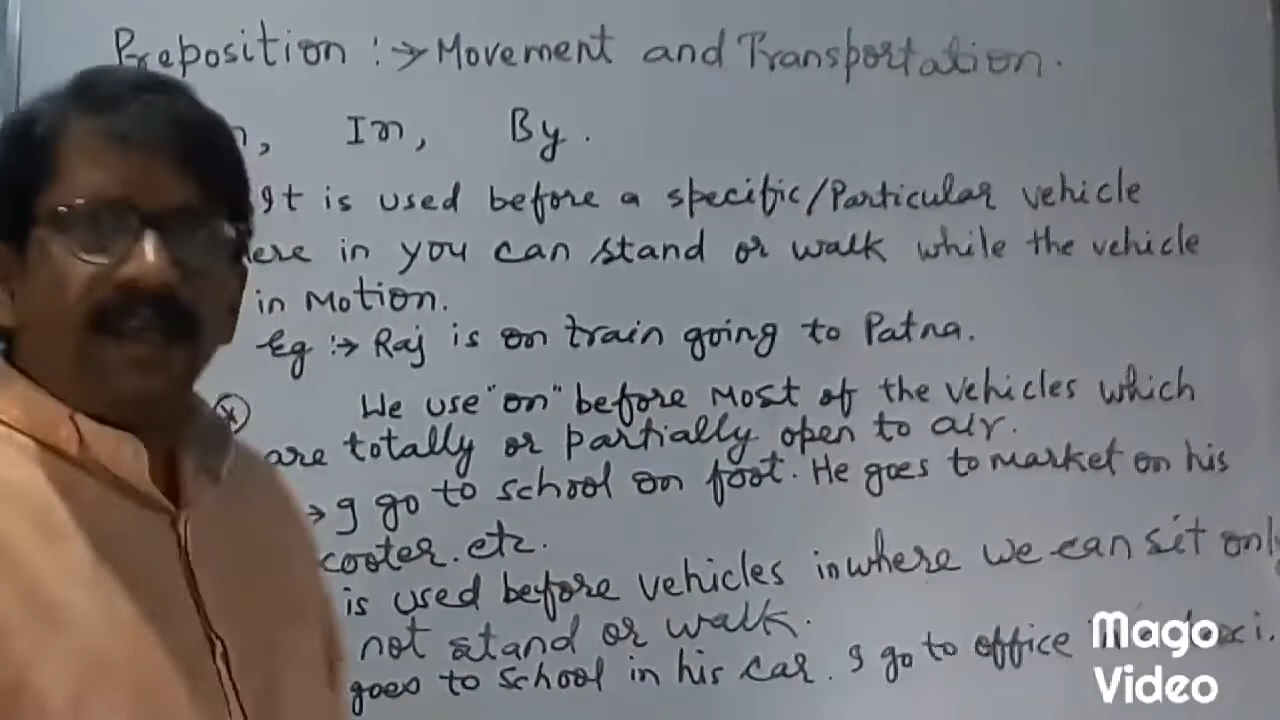 Preposition :→ Movement and Transportation.
In, By.
It is used before a specific/Particular vehicle
in you can stand or walk while the vehicle
in Motion.
Eg :→ Raj is on train going to Patna.
We use "on" before Most of the vehicles which
are totally or partially open to air.
→ I go to school on foot. He goes to market on his
cooter. etc.
is used before vehicles inwhere we can sit only
not stand or walk.
goes to school in his car. I go to office
Mago
Video